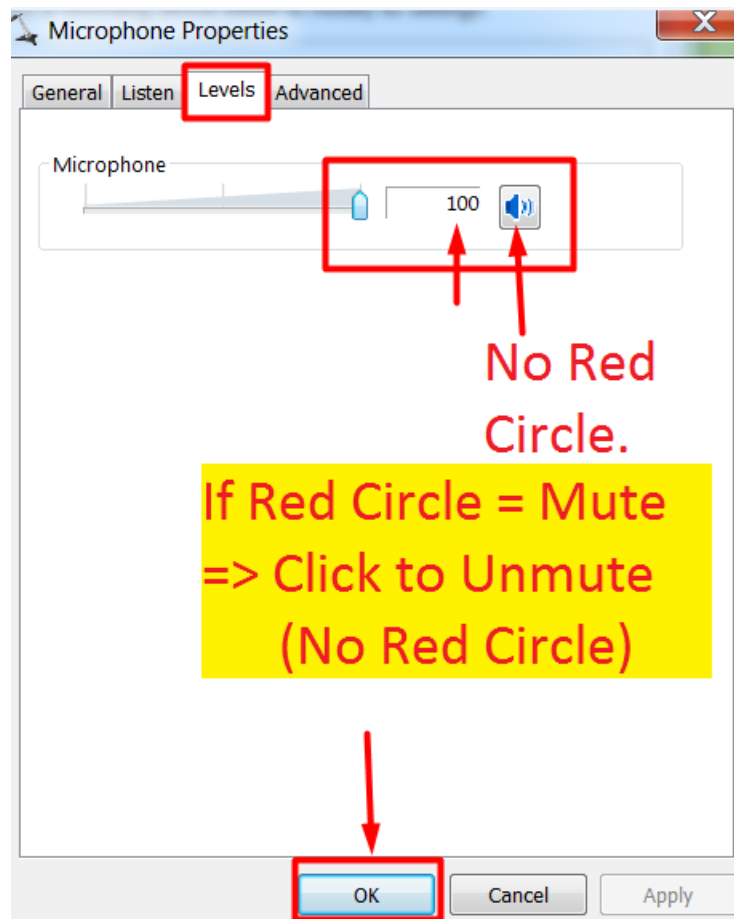 Microphone Properties
General Listen Levels Advanced
Microphone
100
No Red
Circle.
If Red Circle = Mute
=> Click to Unmute
(No Red Circle)
OK Cancel Apply